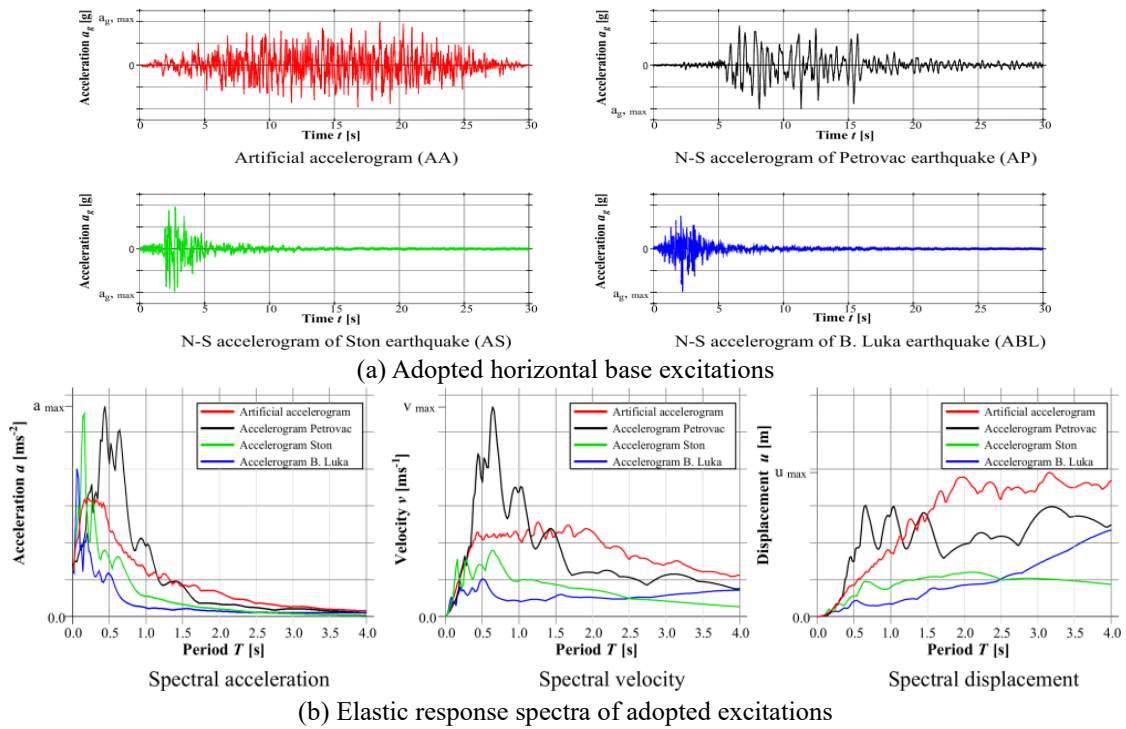 Acceleration a_g [g]
a_g, max
0
0 5 10 15 20 25 30
Time t [s]
Artificial accelerogram (AA)
Acceleration a_g [g]
0
a_g, max
0 5 10 15 20 25 30
Time t [s]
N-S accelerogram of Petrovac earthquake (AP)
Acceleration a_g [g]
0
a_g, max
0 5 10 15 20 25 30
Time t [s]
N-S accelerogram of Ston earthquake (AS)
Acceleration a_g [g]
0
a_g, max
0 5 10 15 20 25 30
Time t [s]
N-S accelerogram of B. Luka earthquake (ABL)
(a) Adopted horizontal base excitations
Acceleration a [ms⁻²]
a max
0.0
Artificial accelerogram
Accelerogram Petrovac
Accelerogram Ston
Accelerogram B. Luka
0.0 0.5 1.0 1.5 2.0 2.5 3.0 3.5 4.0
Period T [s]
Spectral acceleration
Velocity v [ms⁻¹]
v max
0.0
Artificial accelerogram
Accelerogram Petrovac
Accelerogram Ston
Accelerogram B. Luka
0.0 0.5 1.0 1.5 2.0 2.5 3.0 3.5 4.0
Period T [s]
Spectral velocity
Displacement u [m]
u max
0.0
Artificial accelerogram
Accelerogram Petrovac
Accelerogram Ston
Accelerogram B. Luka
0.0 0.5 1.0 1.5 2.0 2.5 3.0 3.5 4.0
Period T [s]
Spectral displacement
(b) Elastic response spectra of adopted excitations